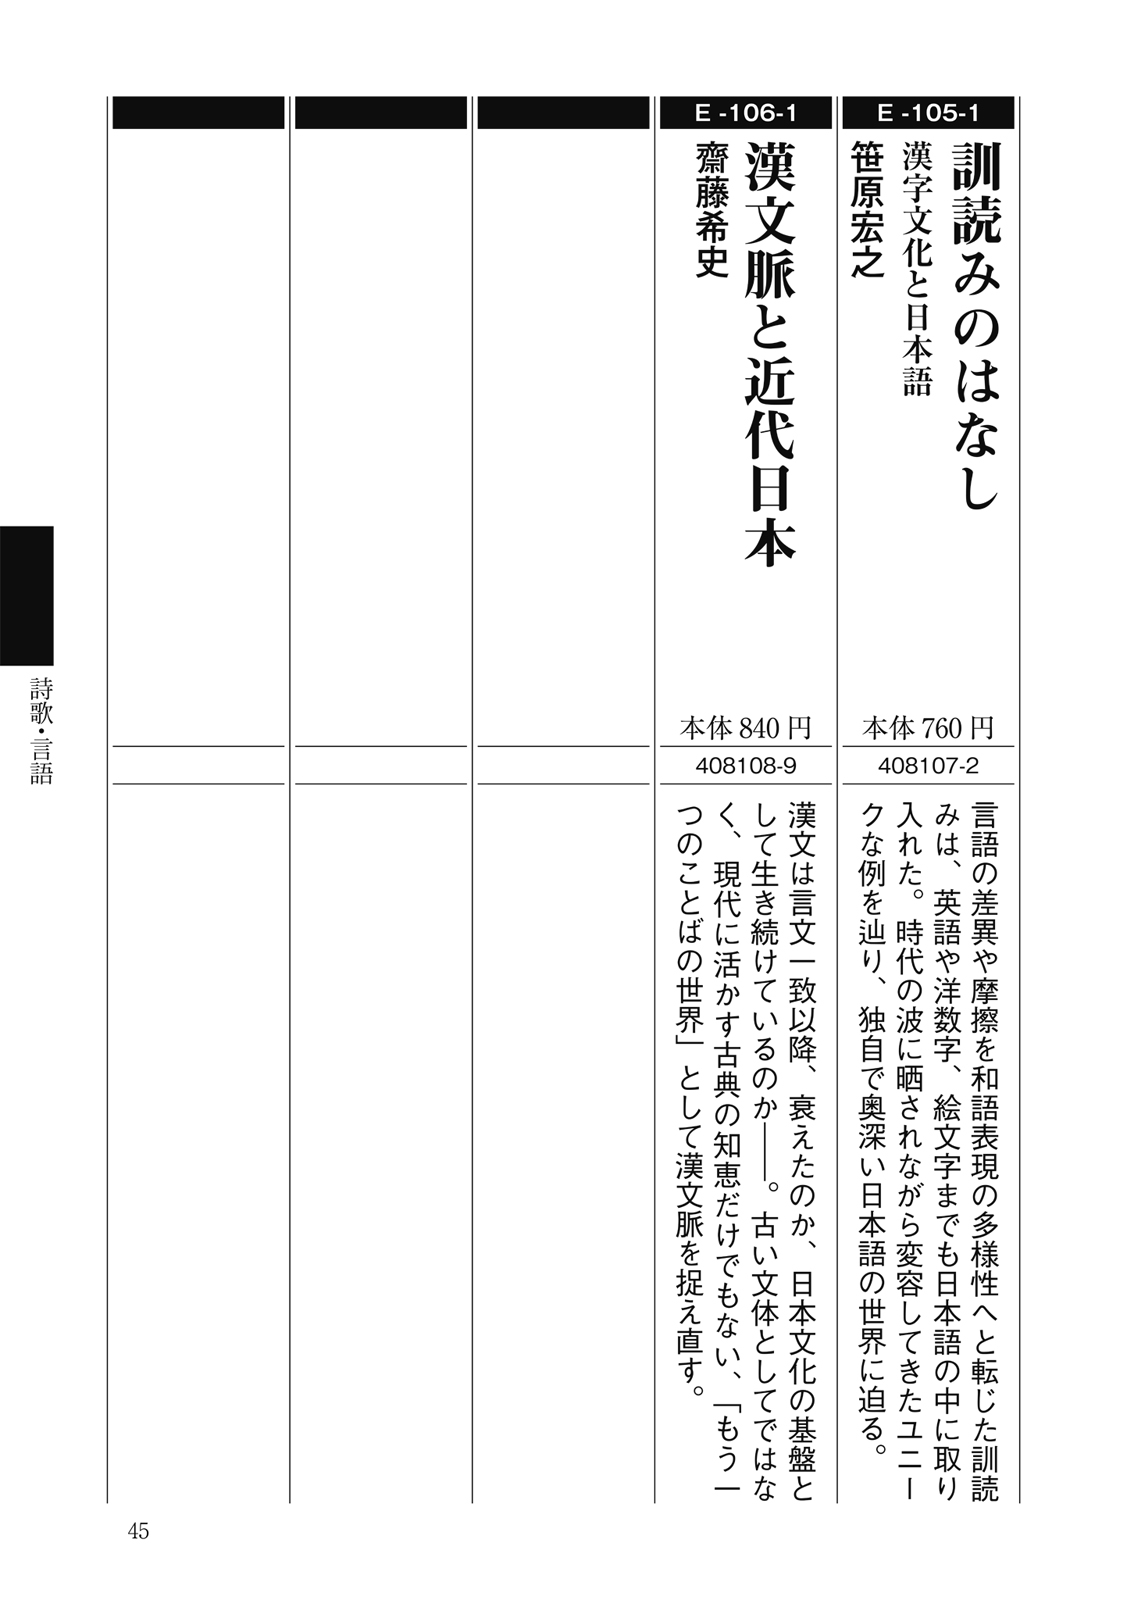 E -105-1
訓読みのはなし
漢字文化と日本語
笹原宏之
本体 760 円
408107-2
言語の差異や摩擦を和語表現の多様性へと転じた訓読
みは、英語や洋数字、絵文字までも日本語の中に取り
入れた。時代の波に晒されながら変容してきたユニー
クな例を辿り、独自で奥深い日本語の世界に迫る。
E -106-1
漢文脈と近代日本
齋藤希史
本体 840 円
408108-9
漢文は言文一致以降、衰えたのか、日本文化の基盤と
して生き続けているのか――。古い文体としてではな
く、現代に活かす古典の知恵だけでもない、「もう一
つのことばの世界」として漢文脈を捉え直す。
詩歌・言語
45